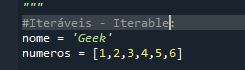 """
#Iteráveis - Iterable
nome = 'Geek'
numeros = [1,2,3,4,5,6]